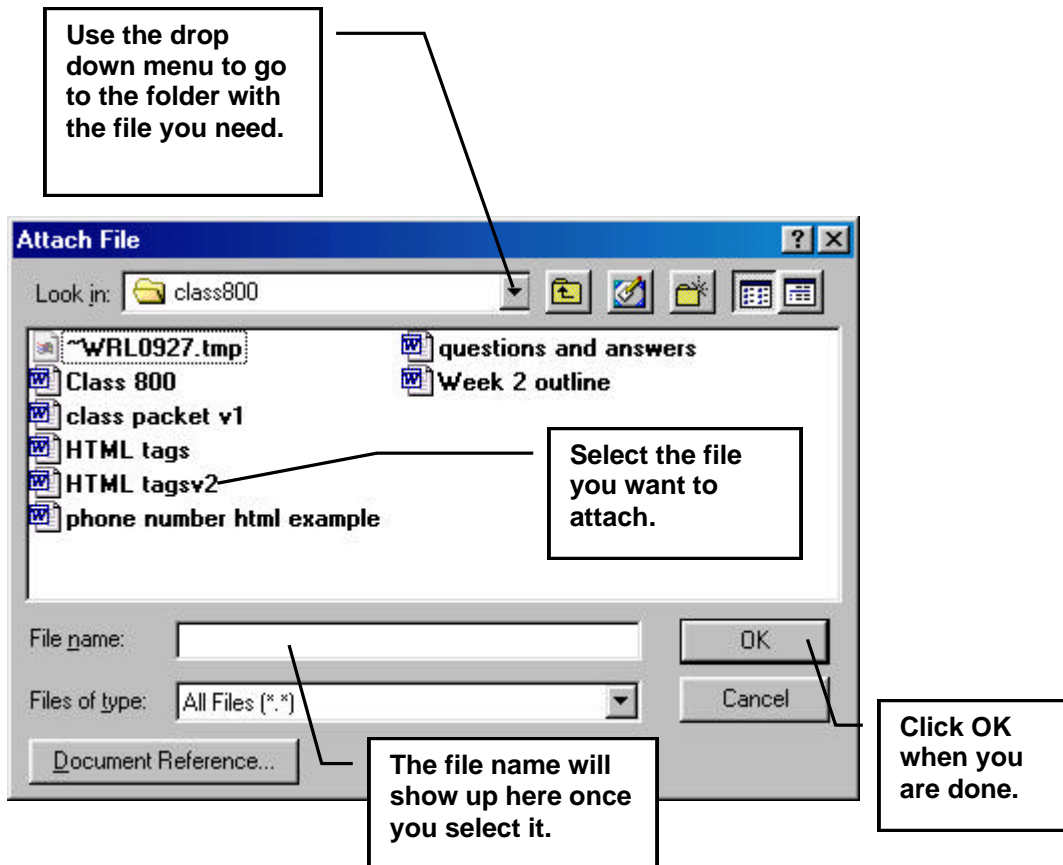 Use the drop
down menu to go
to the folder with
the file you need.
Attach File
Look in: class800
~WRL0927.tmp
Class 800
class packet v1
HTML tags
HTML tagsv2
phone number html example
questions and answers
Week 2 outline
Select the file
you want to
attach.
File name:
OK
Files of type: All Files (*.*)
Cancel
Document Reference...
The file name will
show up here once
you select it.
Click OK
when you
are done.